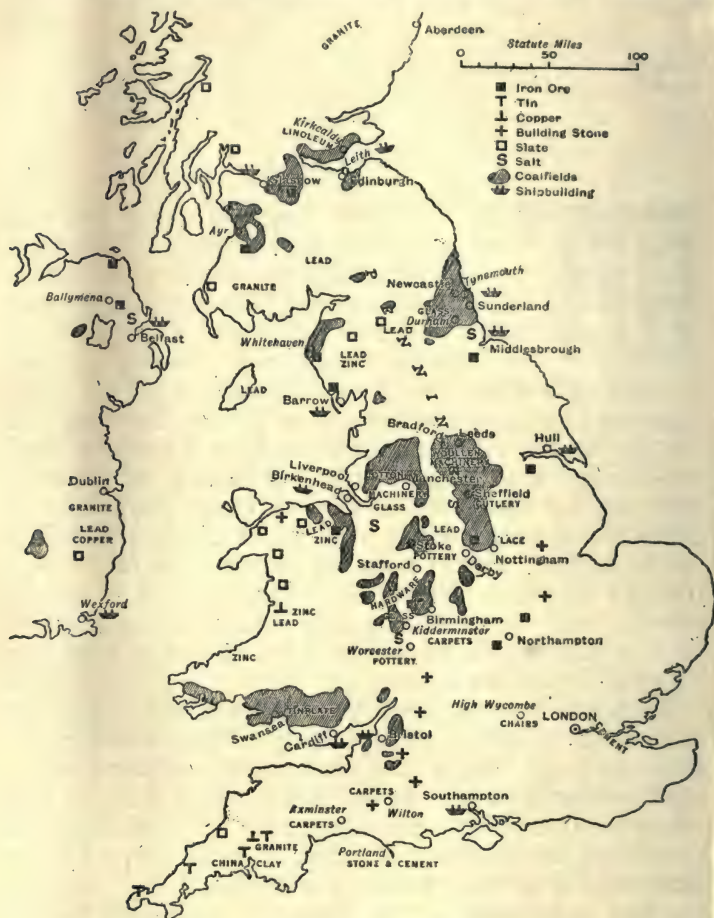 Aberdeen
GRANITE
Statute Miles
0 50 100
Iron Ore
T Tin
Copper
Building Stone
Slate
S Salt
Coalfields
Shipbuilding
Kirkcaldy
LINOLEUM
Leith
Glasgow
Edinburgh
Ayr
LEAD
GRANITE
Newcastle
Tynemouth
GLASS
Sunderland
Durham
S
Ballymena
S
Belfast
Whitehaven
LEAD
LEAD
ZINC
Middlesbrough
LEAD
Barrow
Bradford
Leeds
WOOLLEN
MACHINERY
Hull
Liverpool
COTTON
Manchester
Birkenhead
MACHINERY
GLASS
Sheffield
CUTLERY
Dublin
GRANITE
LEAD
COPPER
LEAD
ZINC
S
LEAD
LACE
Stoke
POTTERY
Derby
Nottingham
Stafford
HARDWARE
Wexford
ZINC
LEAD
GLASS
Birmingham
Kidderminster
CARPETS
S
Northampton
Worcester
POTTERY
ZINC
TINPLATE
High Wycombe
CHAIRS
LONDON
CEMENT
Swansea
Cardiff
Bristol
CARPETS
Wilton
Southampton
Axminster
CARPETS
T
GRANITE
T
CHINA CLAY
Portland
STONE & CEMENT
T
T